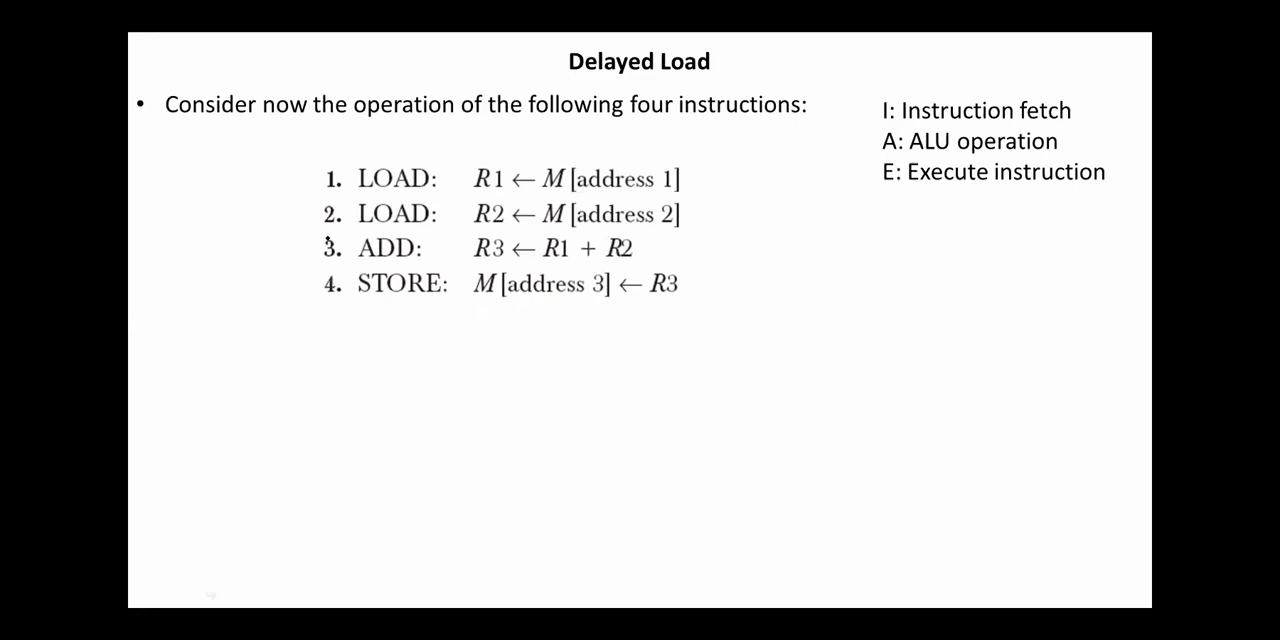 Delayed Load
• Consider now the operation of the following four instructions:
I: Instruction fetch
A: ALU operation
E: Execute instruction
1. LOAD: R1 ← M [address 1]
2. LOAD: R2 ← M [address 2]
3. ADD: R3 ← R1 + R2
4. STORE: M [address 3] ← R3